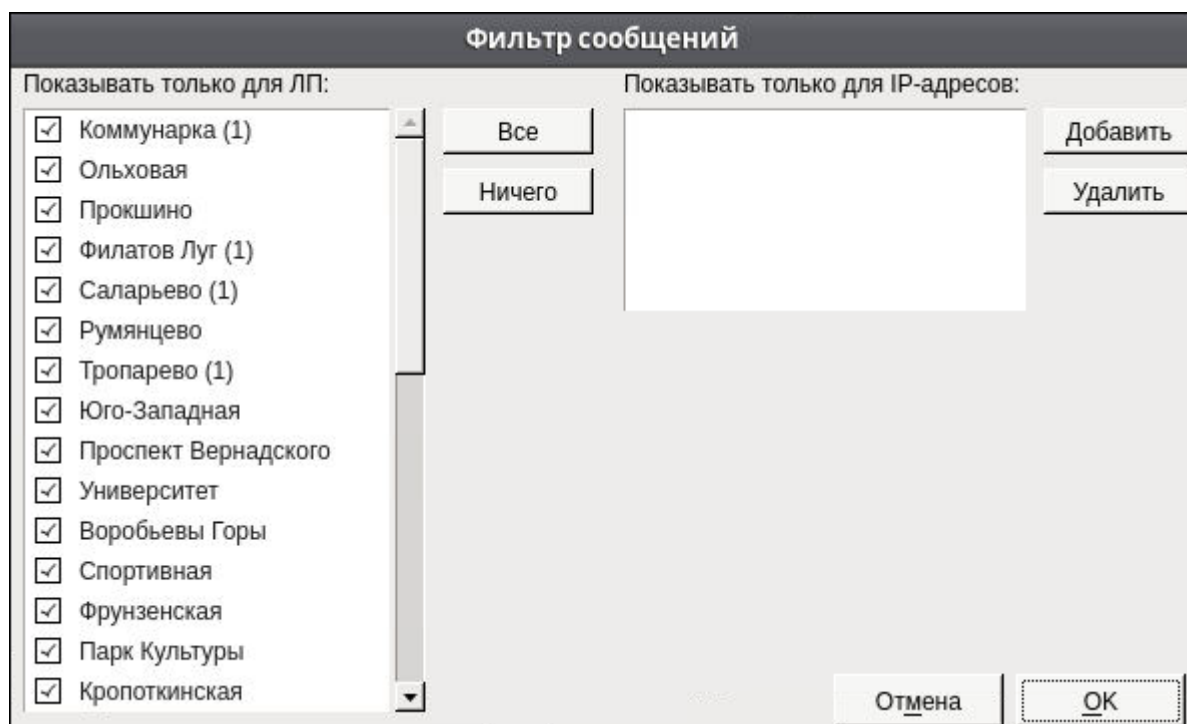 Фильтр сообщений
Показывать только для ЛП:
Коммунарка (1)
Ольховая
Прокшино
Филатов Луг (1)
Саларьево (1)
Румянцево
Тропарево (1)
Юго-Западная
Проспект Вернадского
Университет
Воробьевы Горы
Спортивная
Фрунзенская
Парк Культуры
Кропоткинская
Все
Ничего
Показывать только для IP-адресов:
Добавить
Удалить
Отмена
OK